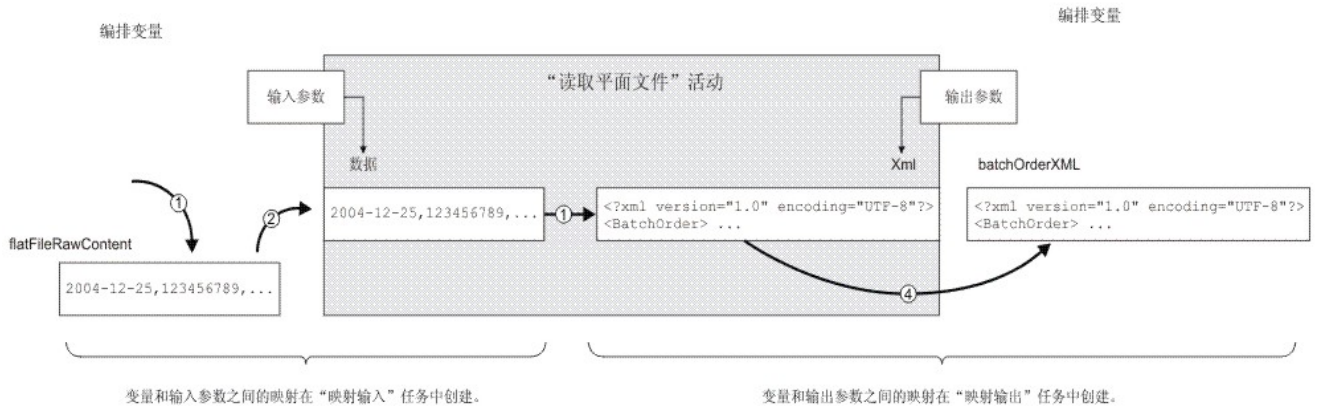 编排变量
编排变量
“读取平面文件”活动
输入参数
输出参数
数据
Xml
batchOrderXML
①
②
2004-12-25,123456789,...
①
<?xml version="1.0" encoding="UTF-8"?>
<BatchOrder> ...
<?xml version="1.0" encoding="UTF-8"?>
<BatchOrder> ...
flatFileRawContent
2004-12-25,123456789,...
④
变量和输入参数之间的映射在“映射输入”任务中创建。
变量和输出参数之间的映射在“映射输出”任务中创建。